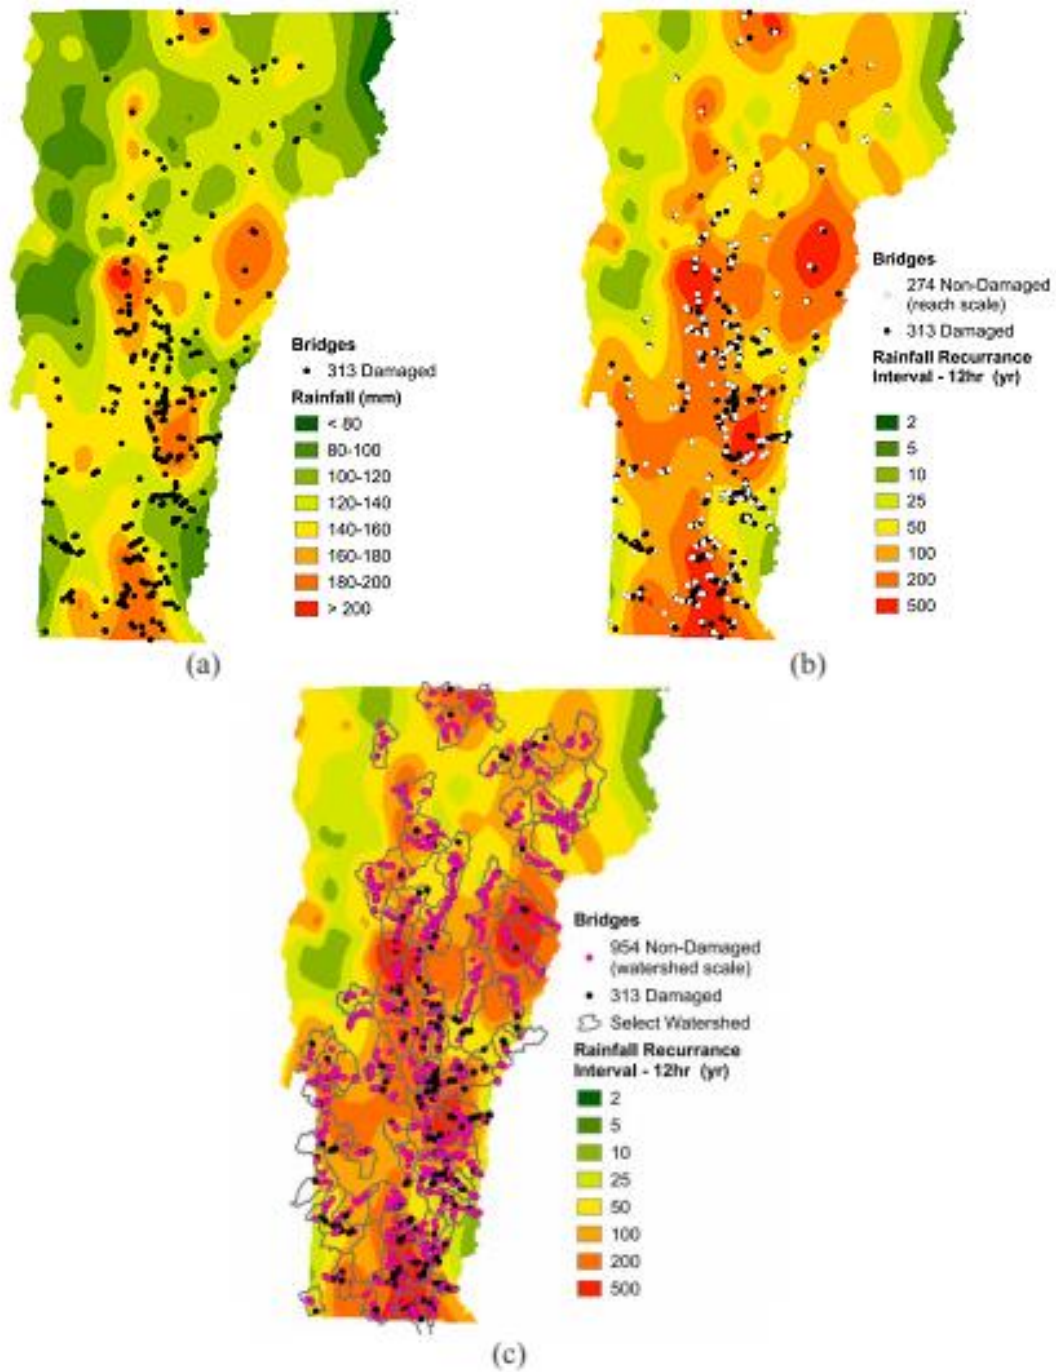 Bridges
313 Damaged
Rainfall (mm)
< 80
80-100
100-120
120-140
140-160
160-180
180-200
> 200
(a)
Bridges
274 Non-Damaged
(reach scale)
313 Damaged
Rainfall Recurrance
Interval - 12hr (yr)
2
5
10
25
50
100
200
500
(b)
Bridges
954 Non-Damaged
(watershed scale)
313 Damaged
Select Watershed
Rainfall Recurrance
Interval - 12hr (yr)
2
5
10
25
50
100
200
500
(c)